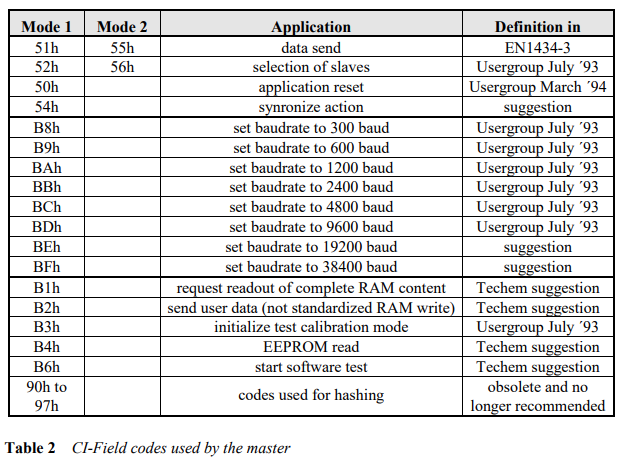 Mode 1 Mode 2 Application Definition in
51h 55h data send EN1434-3
52h 56h selection of slaves Usergroup July ´93
50h application reset Usergroup March ´94
54h synronize action suggestion
B8h set baudrate to 300 baud Usergroup July ´93
B9h set baudrate to 600 baud Usergroup July ´93
BAh set baudrate to 1200 baud Usergroup July ´93
BBh set baudrate to 2400 baud Usergroup July ´93
BCh set baudrate to 4800 baud Usergroup July ´93
BDh set baudrate to 9600 baud Usergroup July ´93
BEh set baudrate to 19200 baud suggestion
BFh set baudrate to 38400 baud suggestion
B1h request readout of complete RAM content Techem suggestion
B2h send user data (not standardized RAM write) Techem suggestion
B3h initialize test calibration mode Usergroup July ´93
B4h EEPROM read Techem suggestion
B6h start software test Techem suggestion
90h to
97h codes used for hashing obsolete and no
longer recommended
Table 2 CI-Field codes used by the master